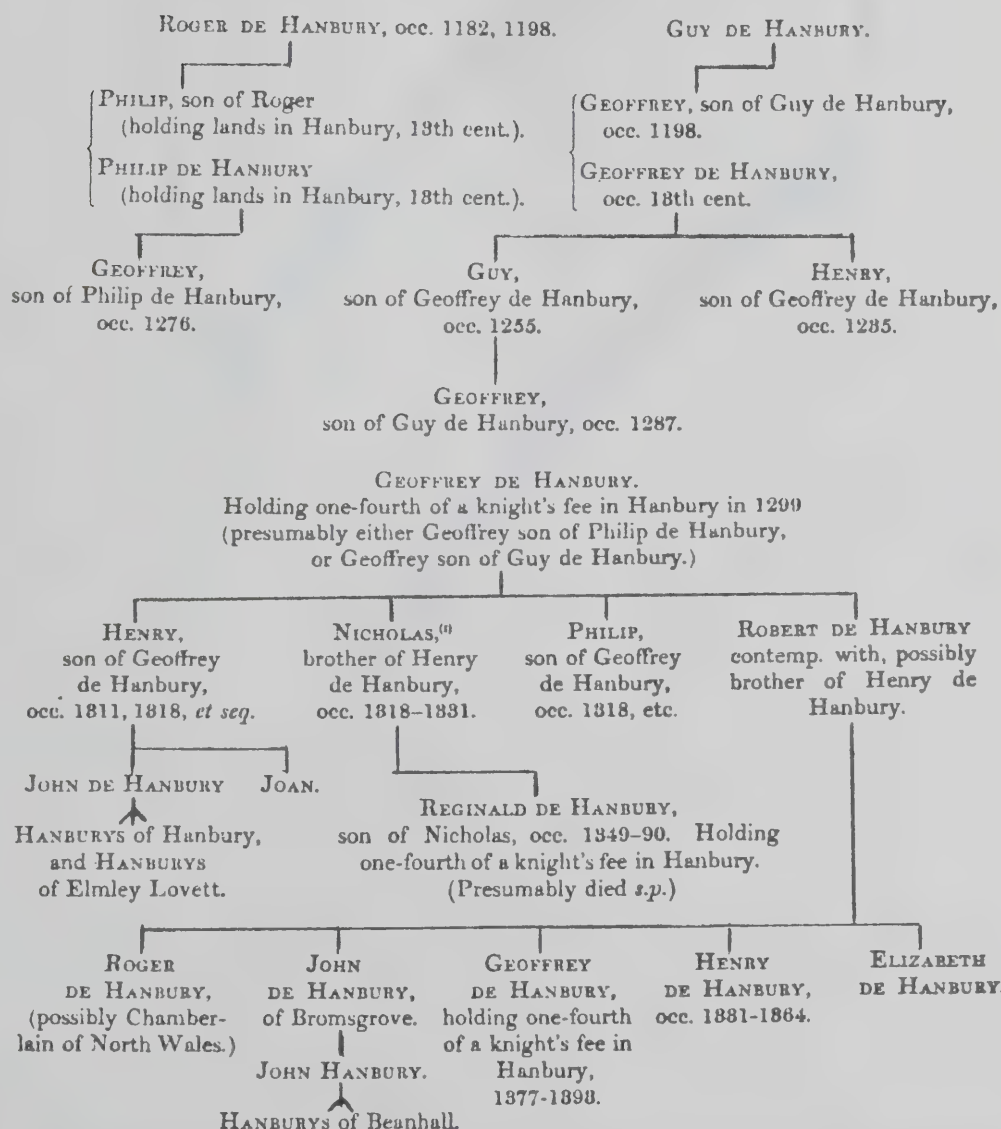 ROGER DE HANBURY, occ. 1182, 1198.
GUY DE HANBURY.
PHILIP, son of Roger
(holding lands in Hanbury, 13th cent.).
PHILIP DE HANBURY
(holding lands in Hanbury, 13th cent.).
GEOFFREY, son of Guy de Hanbury,
occ. 1198.
GEOFFREY DE HANBURY,
occ. 13th cent.
GEOFFREY,
son of Philip de Hanbury,
occ. 1276.
GUY,
son of Geoffrey de Hanbury,
occ. 1255.
HENRY,
son of Geoffrey de Hanbury,
occ. 1285.
GEOFFREY,
son of Guy de Hanbury, occ. 1287.
GEOFFREY DE HANBURY.
Holding one-fourth of a knight's fee in Hanbury in 1299
(presumably either Geoffrey son of Philip de Hanbury,
or Geoffrey son of Guy de Hanbury.)
HENRY,
son of Geoffrey
de Hanbury,
occ. 1311, 1318, et seq.
NICHOLAS,(1)
brother of Henry
de Hanbury,
occ. 1318–1331.
PHILIP,
son of Geoffrey
de Hanbury,
occ. 1318, etc.
ROBERT DE HANBURY
contemp. with, possibly
brother of Henry de
Hanbury.
JOHN DE HANBURY
JOAN.
HANBURYS of Hanbury,
and HANBURYS
of Elmley Lovett.
REGINALD DE HANBURY,
son of Nicholas, occ. 1349–90. Holding
one-fourth of a knight's fee in Hanbury.
(Presumably died s.p.)
ROGER
DE HANBURY,
(possibly Chamber-
lain of North Wales.)
JOHN
DE HANBURY,
of Bromsgrove.
JOHN HANBURY.
HANBURYS of Beanhall.
GEOFFREY
DE HANBURY,
holding one-fourth
of a knight's fee in
Hanbury,
1377-1398.
HENRY
DE HANBURY,
occ. 1331-1364.
ELIZABETH
DE HANBURY.